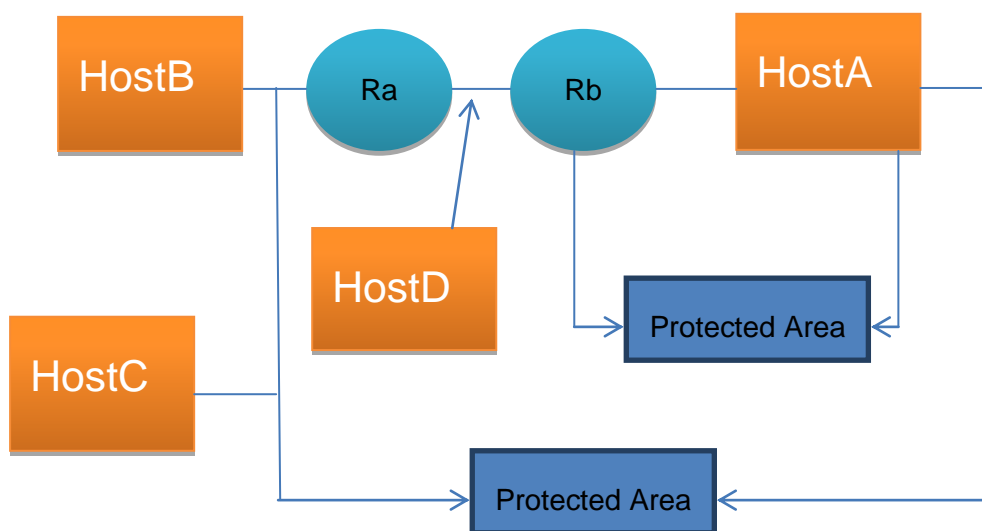 HostB
Ra
Rb
HostA
HostD
Protected Area
HostC
Protected Area